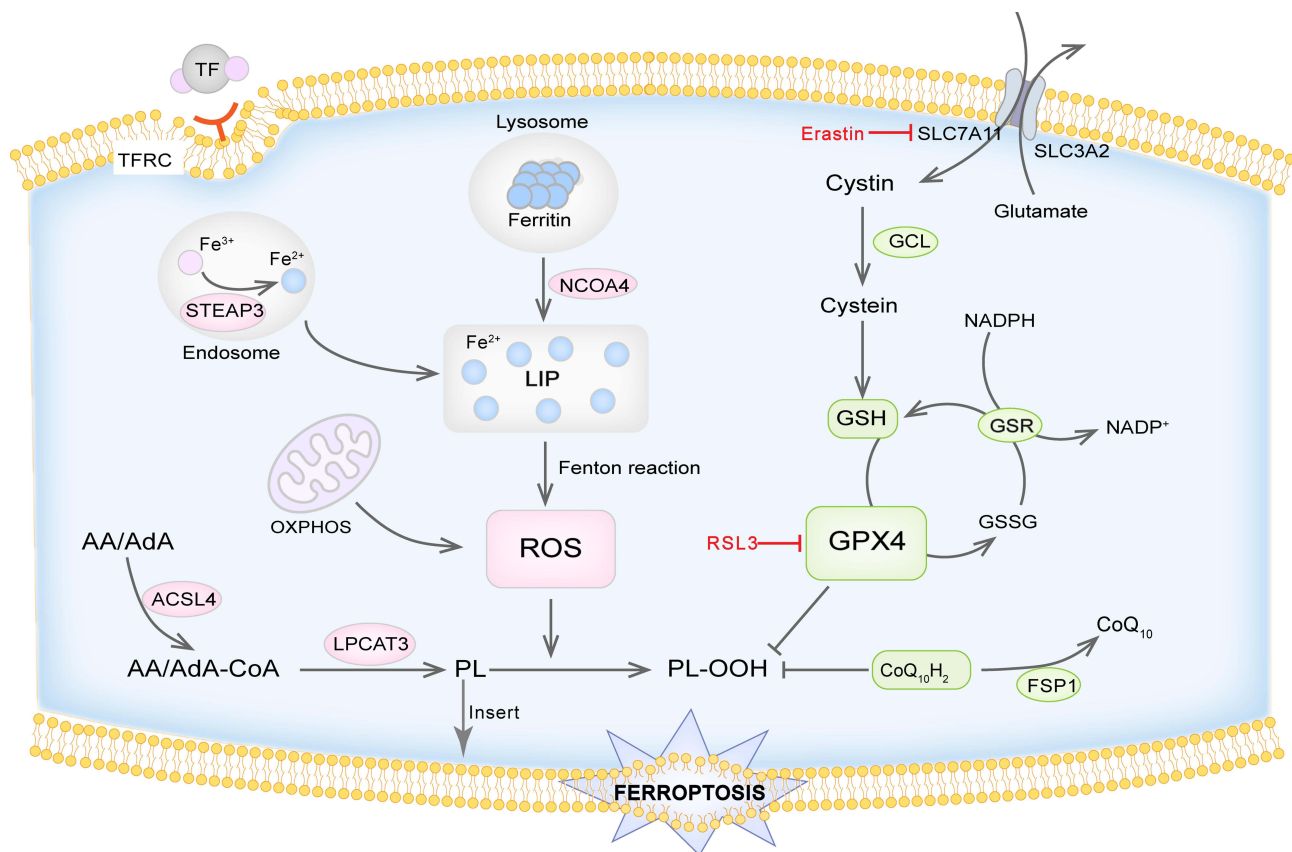 TF
TFRC
Lysosome
Ferritin
Erastin
SLC7A11
SLC3A2
Cystin
Glutamate
GCL
Fe³⁺
Fe²⁺
STEAP3
Endosome
NCOA4
Cystein
Fe²⁺
LIP
NADPH
GSH
GSR
NADP⁺
Fenton reaction
OXPHOS
ROS
RSL3
GPX4
GSSG
AA/AdA
ACSL4
LPCAT3
AA/AdA-CoA
PL
PL-OOH
CoQ₁₀H₂
CoQ₁₀
FSP1
Insert
FERROPTOSIS